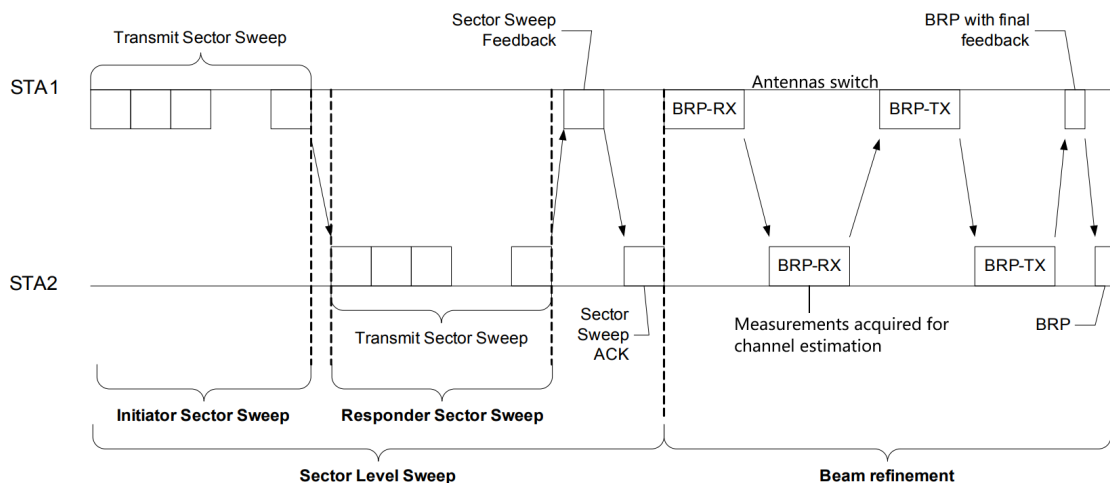 Sector Sweep
Feedback
BRP with final
feedback
Transmit Sector Sweep
STA1
Antennas switch
BRP-RX
BRP-TX
STA2
BRP-RX
BRP-TX
Transmit Sector Sweep
Sector
Sweep
ACK
Measurements acquired for
channel estimation
BRP
Initiator Sector Sweep
Responder Sector Sweep
Sector Level Sweep
Beam refinement